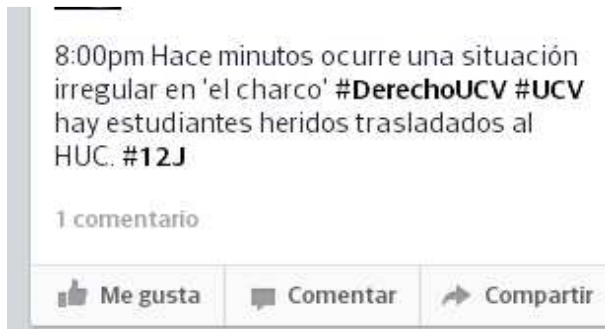 8:00pm Hace minutos ocurre una situación
irregular en 'el charco' #DerechoUCV #UCV
hay estudiantes heridos trasladados al
HUC. #12J
1 comentario
Me gusta
Comentar
Compartir